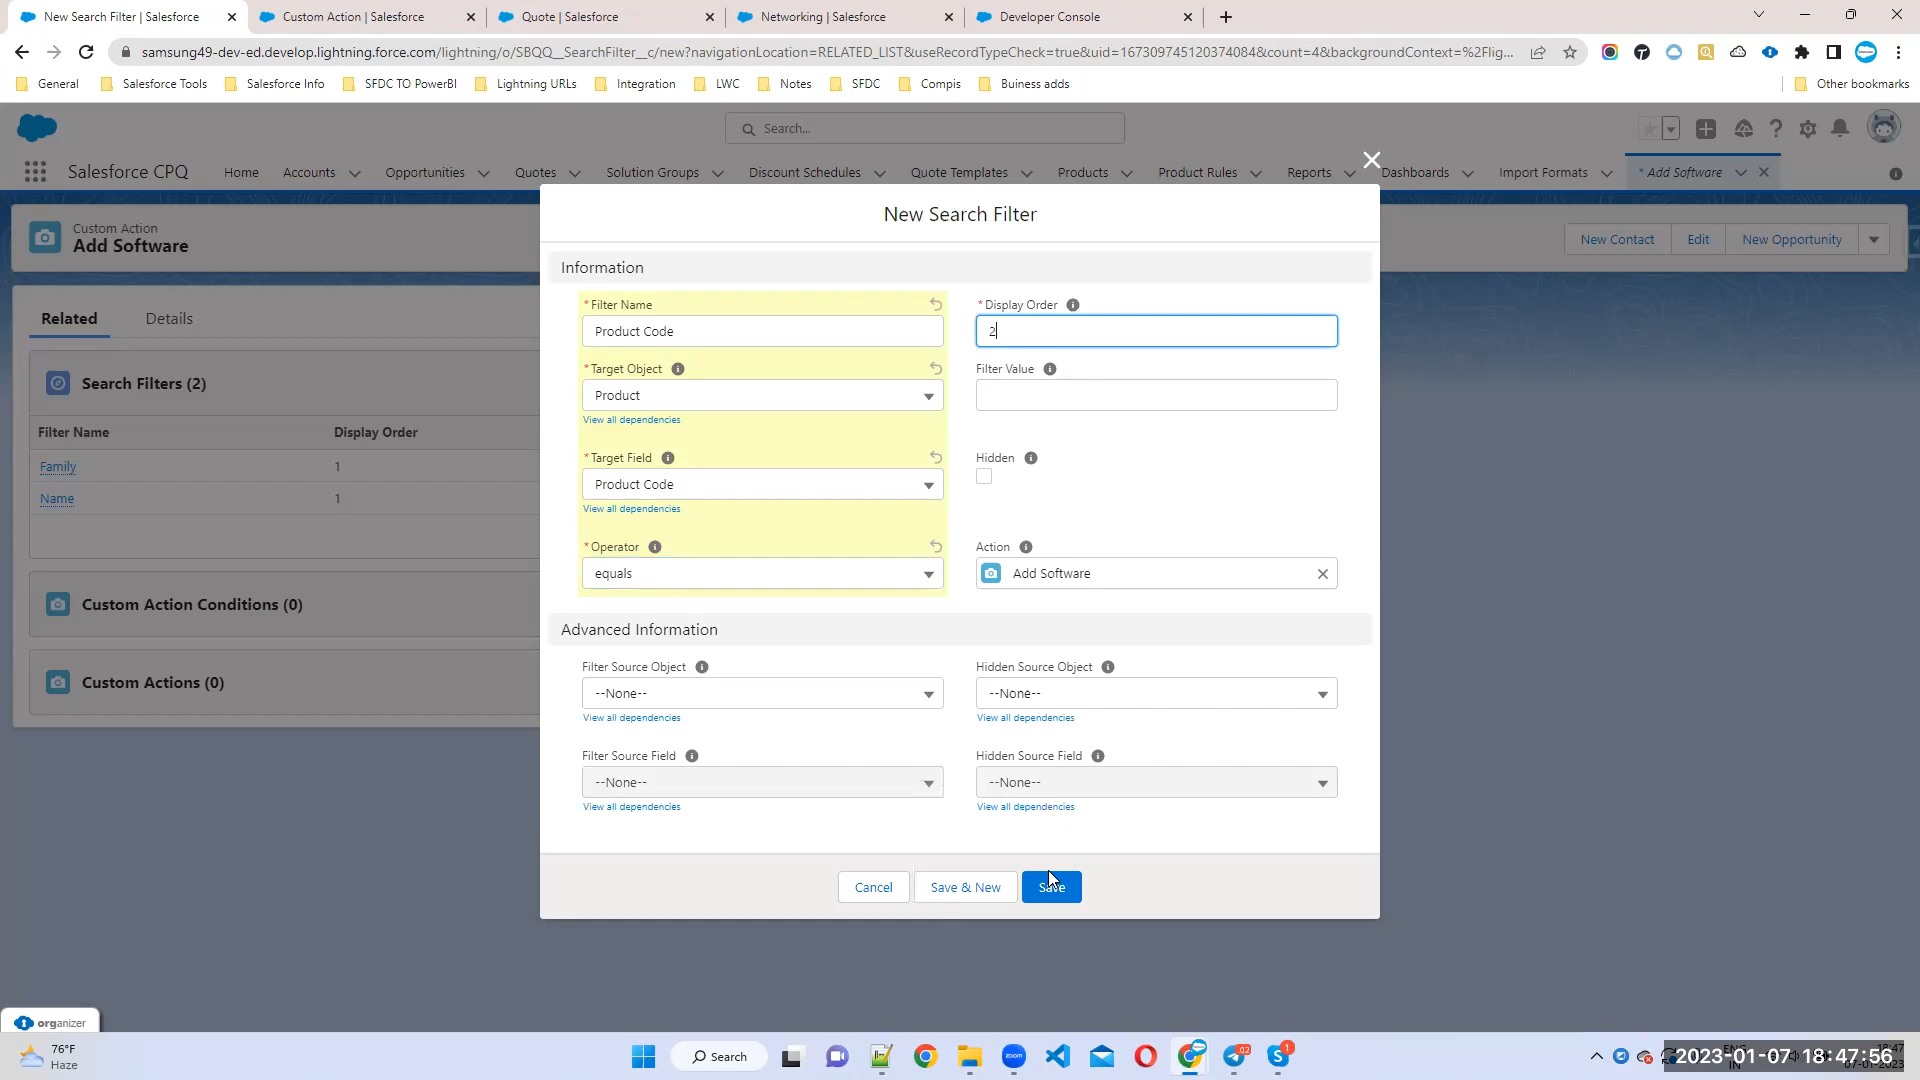 New Search Filter | Salesforce
Custom Action | Salesforce
Quote | Salesforce
Networking | Salesforce
Developer Console
samsung49-dev-ed.develop.lightning.force.com/lightning/o/SBQQ__SearchFilter__c/new?navigationLocation=RELATED_LIST&useRecordTypeCheck=true&uid=167309745120374084&count=4&backgroundContext=%2Flig...
General
Salesforce Tools
Salesforce Info
SFDC TO PowerBI
Lightning URLs
Integration
LWC
Notes
SFDC
Compis
Buiness adds
Other bookmarks
Search...
Salesforce CPQ
Home
Accounts
Opportunities
Quotes
Solution Groups
Discount Schedules
Quote Templates
Products
Product Rules
Reports
Dashboards
Import Formats
* Add Software
Custom Action
Add Software
New Contact
Edit
New Opportunity
Related
Details
Search Filters (2)
Filter Name
Display Order
Family
1
Name
1
Custom Action Conditions (0)
Custom Actions (0)
New Search Filter
Information
* Filter Name
Product Code
* Display Order
2
* Target Object
Product
View all dependencies
Filter Value
* Target Field
Product Code
View all dependencies
Hidden
* Operator
equals
Action
Add Software
Advanced Information
Filter Source Object
--None--
View all dependencies
Hidden Source Object
--None--
View all dependencies
Filter Source Field
--None--
View all dependencies
Hidden Source Field
--None--
View all dependencies
Cancel
Save & New
Save
organizer
76°F
Haze
Search
zoom
02
1
2023-01-07 18:47:56